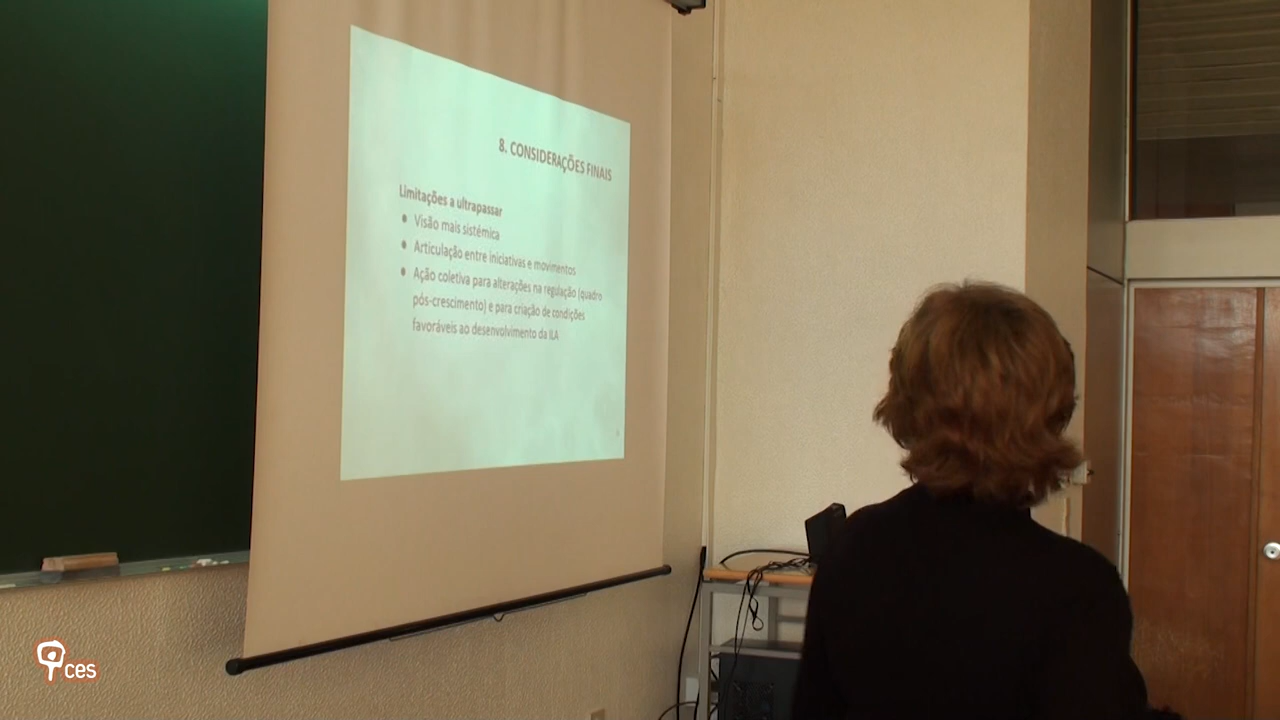 8. CONSIDERAÇÕES FINAIS
Limitações a ultrapassar
● Visão mais sistémica
● Articulação entre iniciativas e movimentos
● Ação coletiva para alterações na regulação (quadro
pós-crescimento) e para criação de condições
favoráveis ao desenvolvimento da ILA
ces